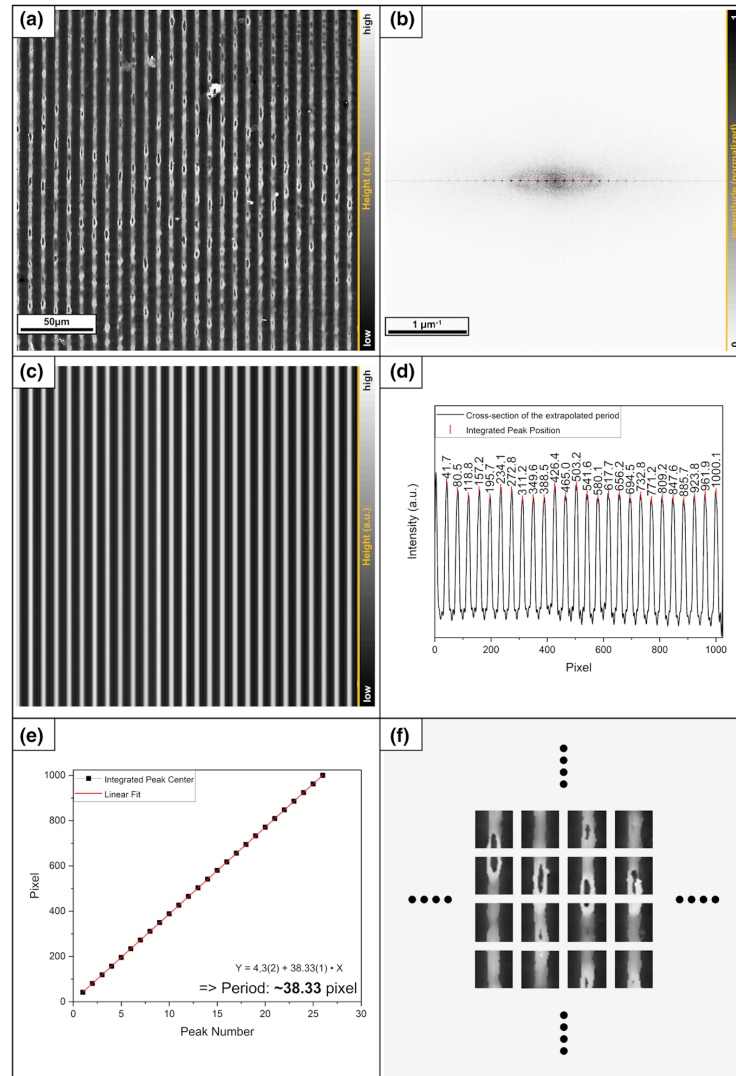 (a)
high
Height (a.u.)
low
50µm
(b)
1
magnitude (normalized)
0
1 µm⁻¹
(c)
high
Height (a.u.)
low
(d)
Cross-section of the extrapolated period
Integrated Peak Position
41.7
80.5
118.8
157.2
195.7
234.1
272.8
311.2
349.6
388.5
426.4
465.0
503.2
541.6
580.1
617.7
656.2
694.5
732.8
771.2
809.2
847.6
885.7
923.8
961.9
1000.1
Intensity (a.u.)
0 200 400 600 800 1000
Pixel
(e)
Integrated Peak Center
Linear Fit
1000
800
600
400
200
0
Pixel
Y = 4,3(2) + 38.33(1) • X
=> Period: ~38.33 pixel
0 5 10 15 20 25 30
Peak Number
(f)